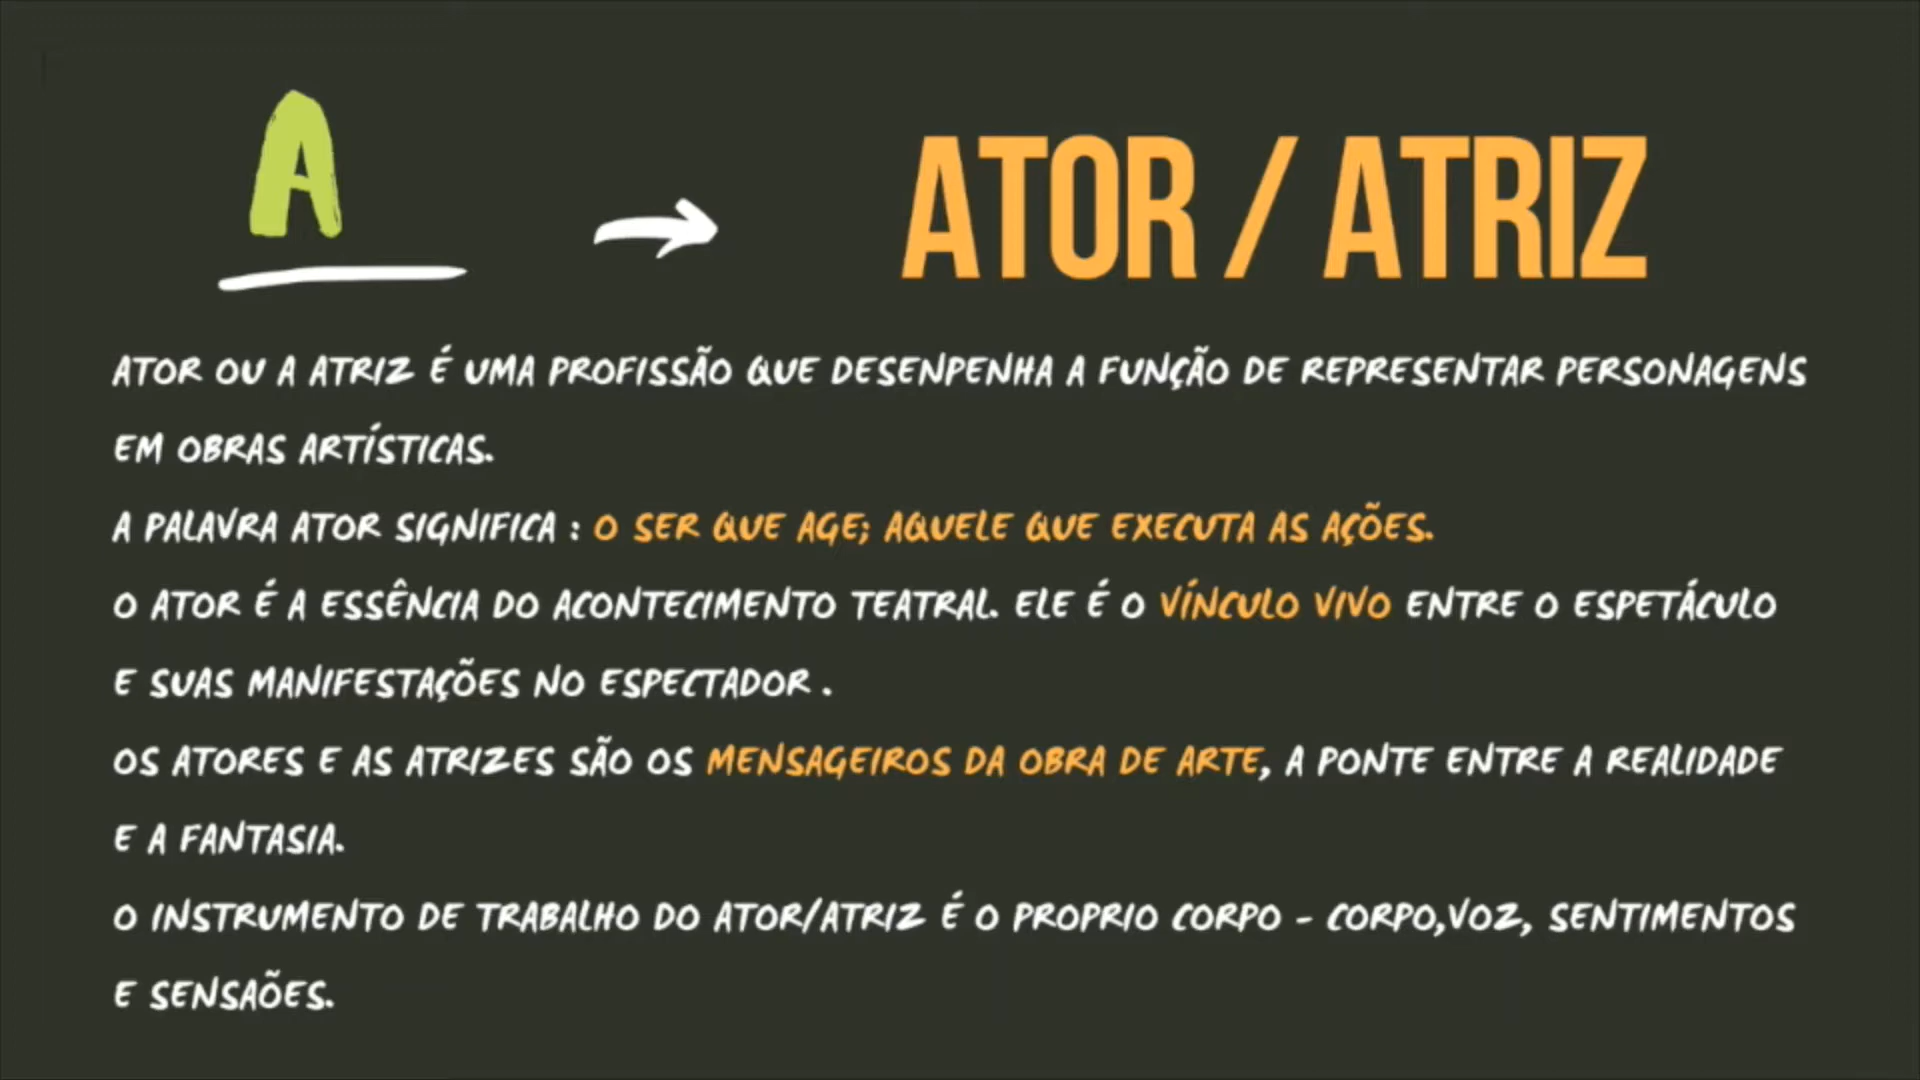 A
ATOR / ATRIZ
ATOR OU A ATRIZ É UMA PROFISSÃO QUE DESENPENHA A FUNÇÃO DE REPRESENTAR PERSONAGENS
EM OBRAS ARTÍSTICAS.
A PALAVRA ATOR SIGNIFICA : O SER QUE AGE; AQUELE QUE EXECUTA AS AÇÕES.
O ATOR É A ESSÊNCIA DO ACONTECIMENTO TEATRAL. ELE É O VÍNCULO VIVO ENTRE O ESPETÁCULO
E SUAS MANIFESTAÇÕES NO ESPECTADOR .
OS ATORES E AS ATRIZES SÃO OS MENSAGEIROS DA OBRA DE ARTE, A PONTE ENTRE A REALIDADE
E A FANTASIA.
O INSTRUMENTO DE TRABALHO DO ATOR/ATRIZ É O PROPRIO CORPO - CORPO,VOZ, SENTIMENTOS
E SENSAÕES.